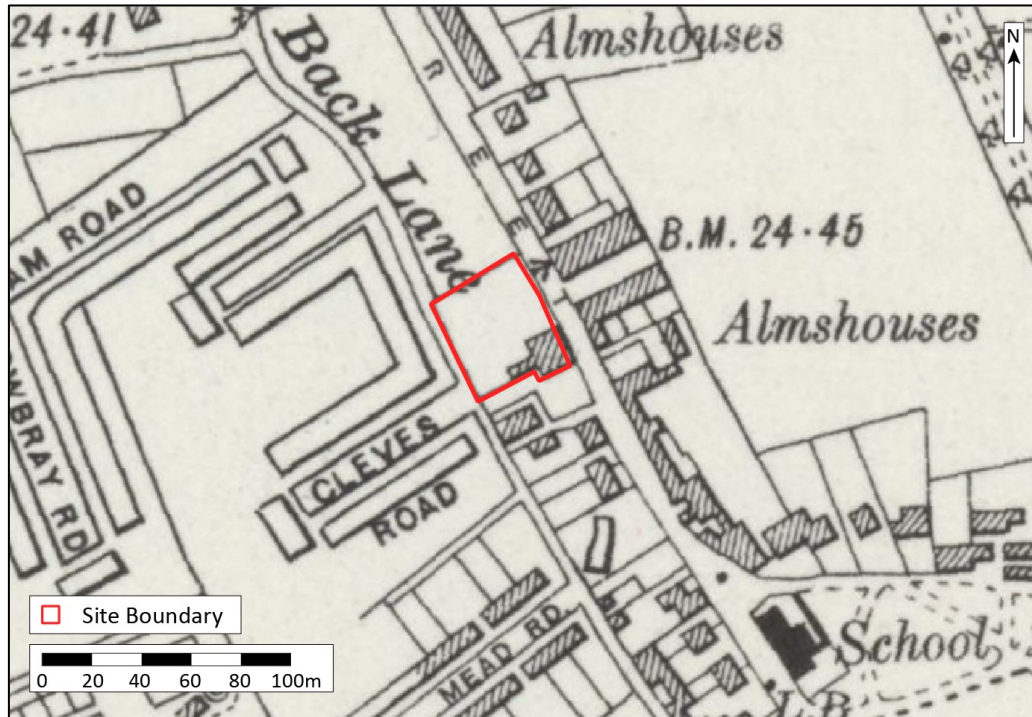 24·41
Back Lane
Almshouses
N
R
E
E
T
AM ROAD
B.M. 24·45
Almshouses
OWBRAY RD
CLEVES
ROAD
MEAD RD.
School
L.B.
Site Boundary
0 20 40 60 80 100m